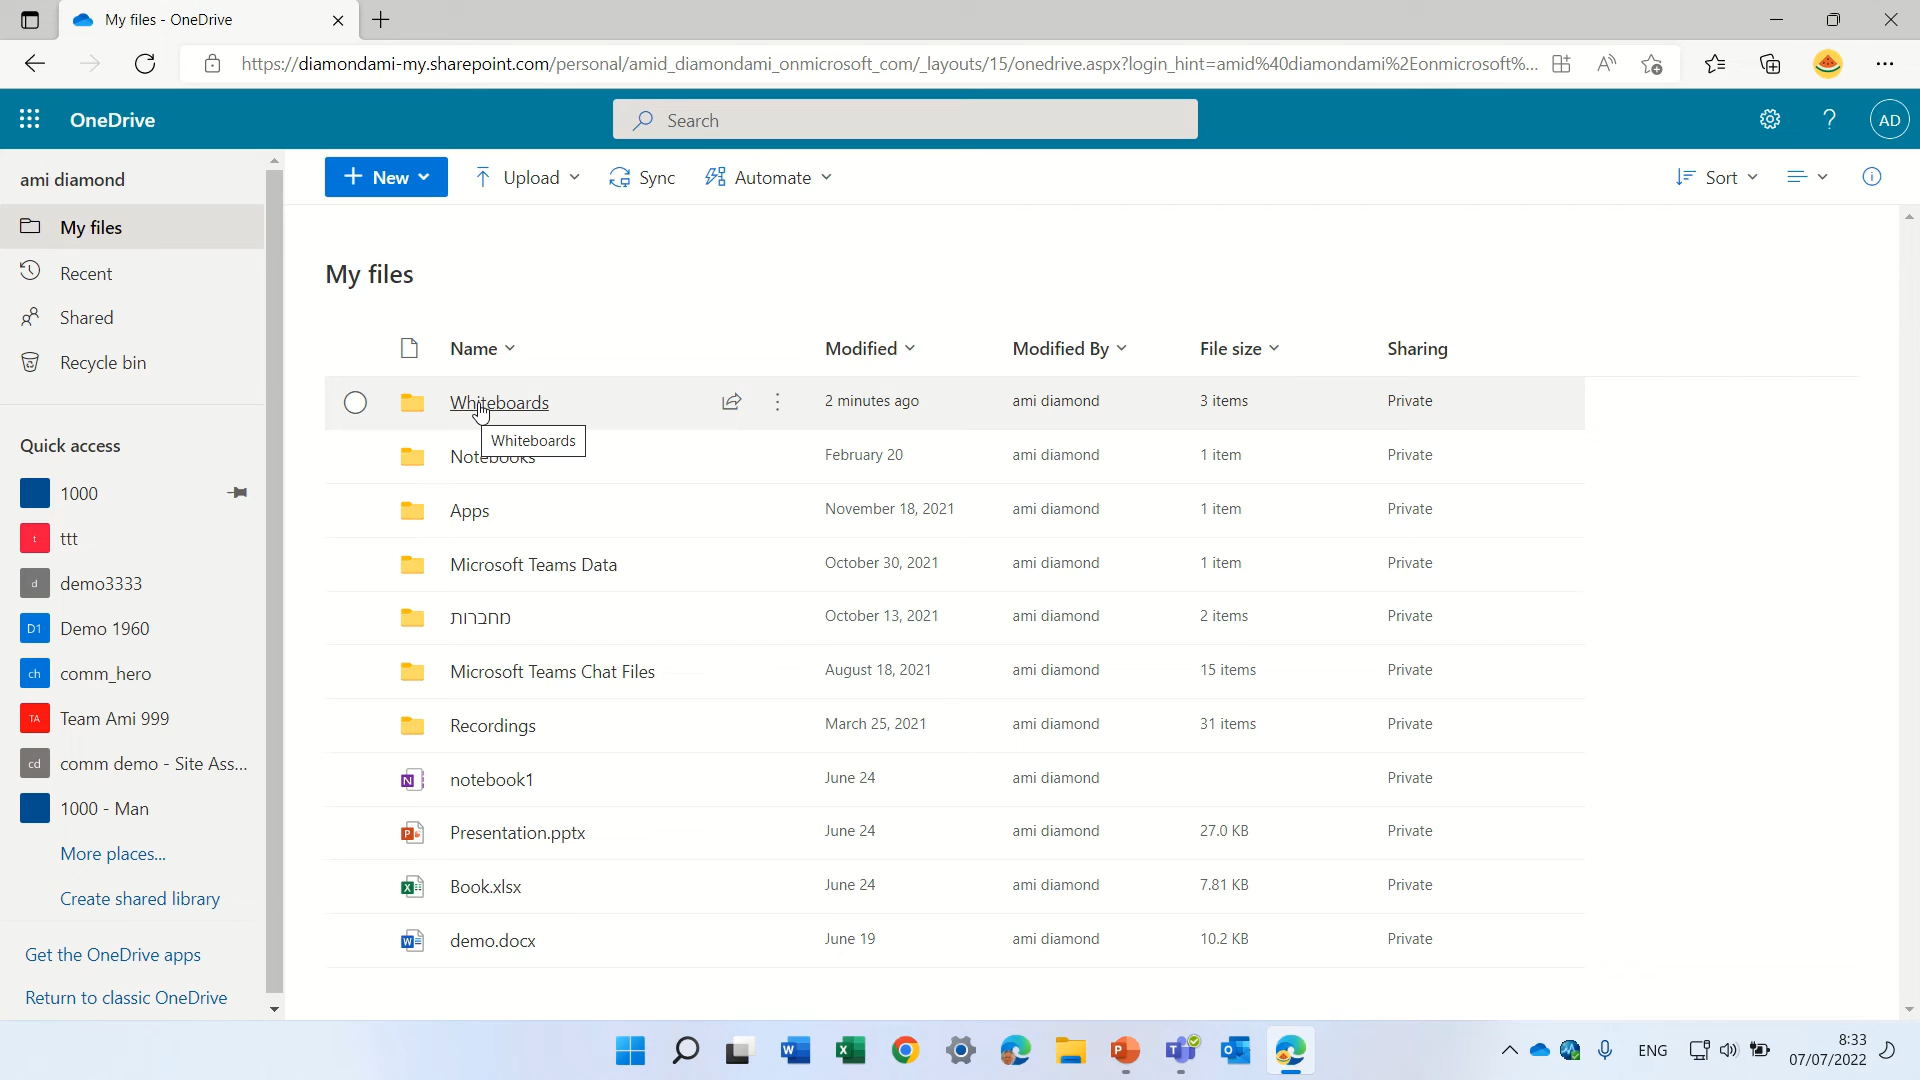 My files - OneDrive
https://diamondami-my.sharepoint.com/personal/amid_diamondami_onmicrosoft_com/_layouts/15/onedrive.aspx?login_hint=amid%40diamondami%2Eonmicrosoft%...
OneDrive
Search
AD
ami diamond
My files
Recent
Shared
Recycle bin
Quick access
1000
t ttt
d demo3333
D1 Demo 1960
ch comm_hero
TA Team Ami 999
cd comm demo - Site Ass...
1000 - Man
More places...
Create shared library
Get the OneDrive apps
Return to classic OneDrive
New Upload Sync Automate Sort
My files
Name Modified Modified By File size Sharing
Whiteboards 2 minutes ago ami diamond 3 items Private
Whiteboards
Notebooks February 20 ami diamond 1 item Private
Apps November 18, 2021 ami diamond 1 item Private
Microsoft Teams Data October 30, 2021 ami diamond 1 item Private
מחברות October 13, 2021 ami diamond 2 items Private
Microsoft Teams Chat Files August 18, 2021 ami diamond 15 items Private
Recordings March 25, 2021 ami diamond 31 items Private
notebook1 June 24 ami diamond Private
Presentation.pptx June 24 ami diamond 27.0 KB Private
Book.xlsx June 24 ami diamond 7.81 KB Private
demo.docx June 19 ami diamond 10.2 KB Private
ENG
8:33
07/07/2022